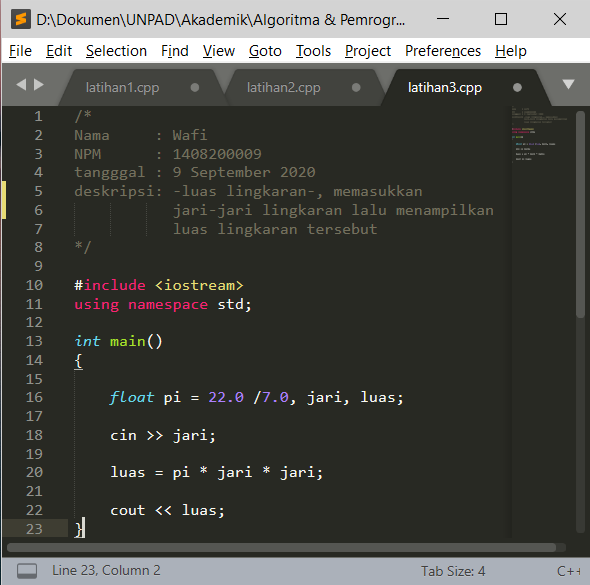 D:\Dokumen\UNPAD\Akademik\Algoritma & Pemrogr...
File Edit Selection Find View Goto Tools Project Preferences Help
latihan1.cpp latihan2.cpp latihan3.cpp
1 /*
2 Nama : Wafi
3 NPM : 1408200009
4 tangggal : 9 September 2020
5 deskripsi: -luas lingkaran-, memasukkan
6 jari-jari lingkaran lalu menampilkan
7 luas lingkaran tersebut
8 */
9
10 #include <iostream>
11 using namespace std;
12
13 int main()
14 {
15
16 float pi = 22.0 /7.0, jari, luas;
17
18 cin >> jari;
19
20 luas = pi * jari * jari;
21
22 cout << luas;
23 }
Line 23, Column 2 Tab Size: 4 C++